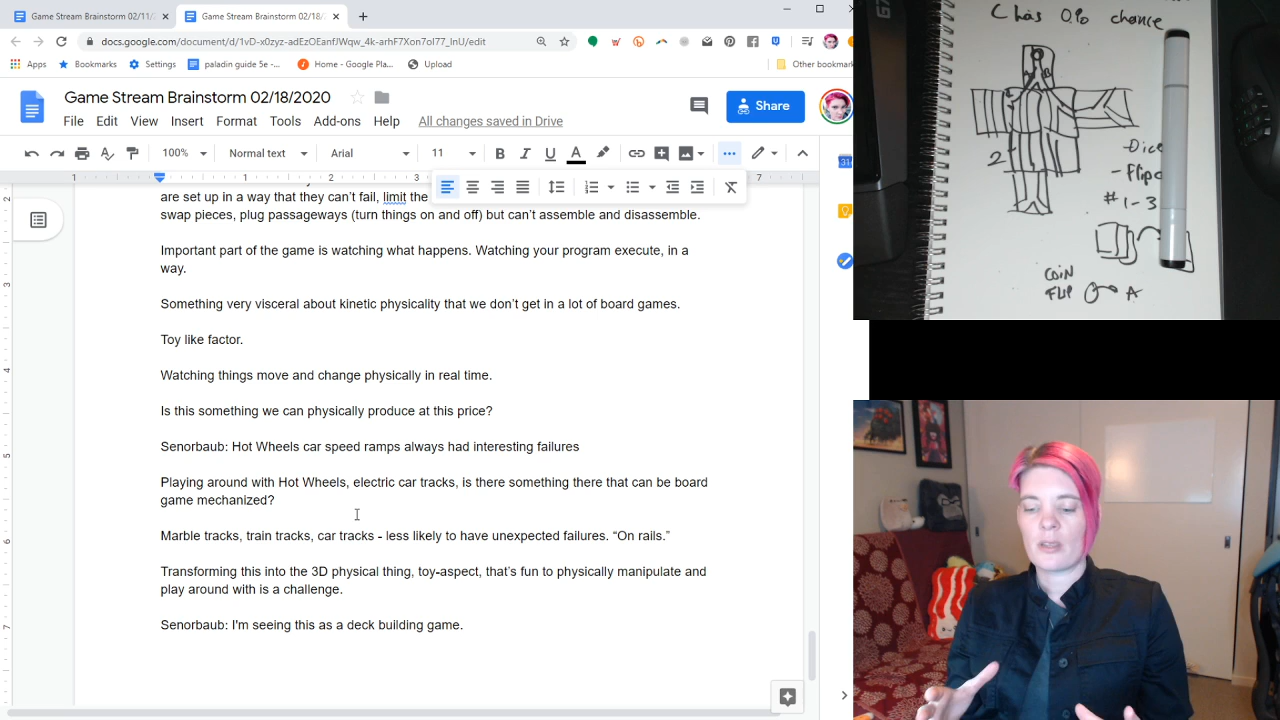 Game Stream Brainstorm 02/11/
Game Stream Brainstorm 02/18/
docs.google.com/document/d/1vD-x0zyz-adEzOEanfJWqw_4k-arhF7Xon7oI77_lnU/edit
Apps
Bookmarks
Settings
paladin guide 5e -...
Home - Google Pla...
Upload
Other bookmark
Game Stream Brainstorm 02/18/2020
Share
File Edit View Insert Format Tools Add-ons Help All changes saved in Drive
100% Normal text Arial 11
are set up in a way that they can't fail, limit the
swap pieces, plug passageways (turn things on and off) but can't assemble and disassemble.
Important part of the game is watching what happens. Watching your program execute, in a
way.
Something very visceral about kinetic physicality that we don't get in a lot of board games.
Toy like factor.
Watching things move and change physically in real time.
Is this something we can physically produce at this price?
Senorbaub: Hot Wheels car speed ramps always had interesting failures
Playing around with Hot Wheels, electric car tracks, is there something there that can be board
game mechanized?
Marble tracks, train tracks, car tracks - less likely to have unexpected failures. “On rails.”
Transforming this into the 3D physical thing, toy-aspect, that's fun to physically manipulate and
play around with is a challenge.
Senorbaub: I'm seeing this as a deck building game.
C has 0% chance
2
-Dice
-Flip
# 1-3
COIN
FLIP A